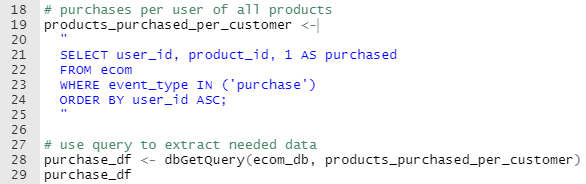 18 # purchases per user of all products
19 products_purchased_per_customer <-
20 "
21 SELECT user_id, product_id, 1 AS purchased
22 FROM ecom
23 WHERE event_type IN ('purchase')
24 ORDER BY user_id ASC;
25 "
26
27 # use query to extract needed data
28 purchase_df <- dbGetQuery(ecom_db, products_purchased_per_customer)
29 purchase_df